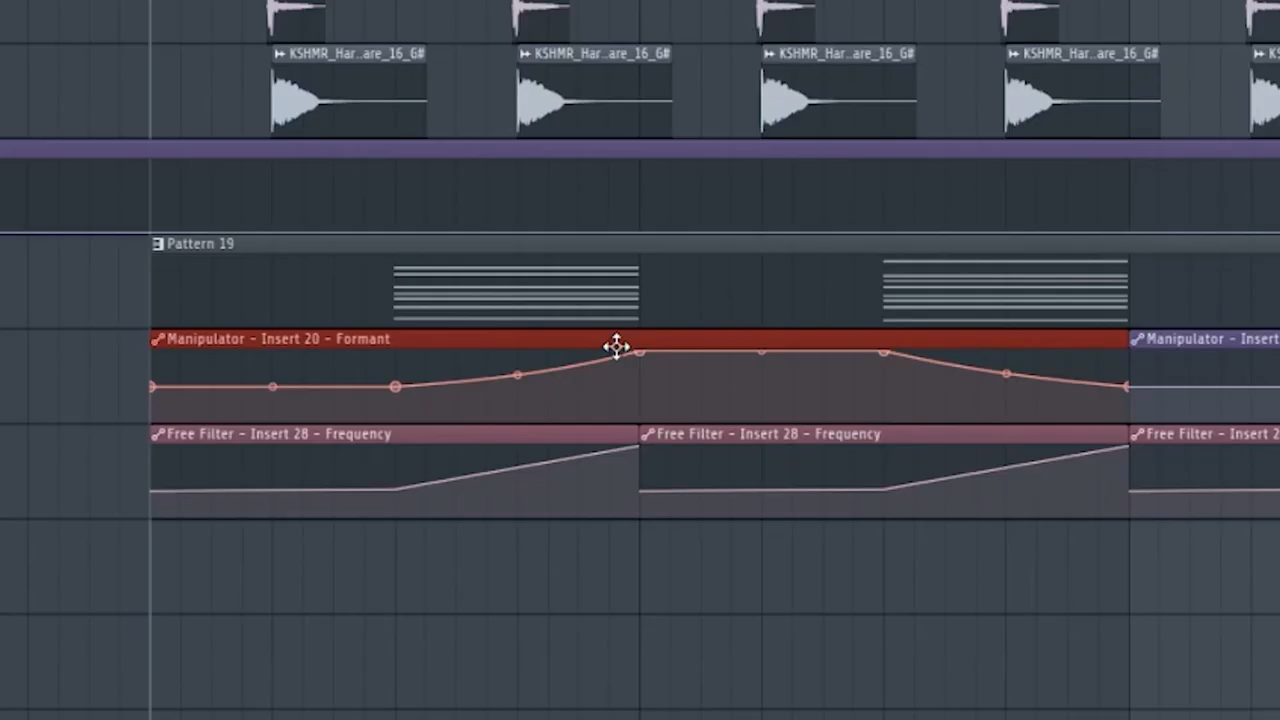 KSHMR_Har..are_16_G# KSHMR_Har..are_16_G# KSHMR_Har..are_16_G# KSHMR_Har..are_16_G# KS
Pattern 19
Manipulator - Insert 20 - Formant Manipulator - Insert
Free Filter - Insert 28 - Frequency Free Filter - Insert 28 - Frequency Free Filter - Insert 2